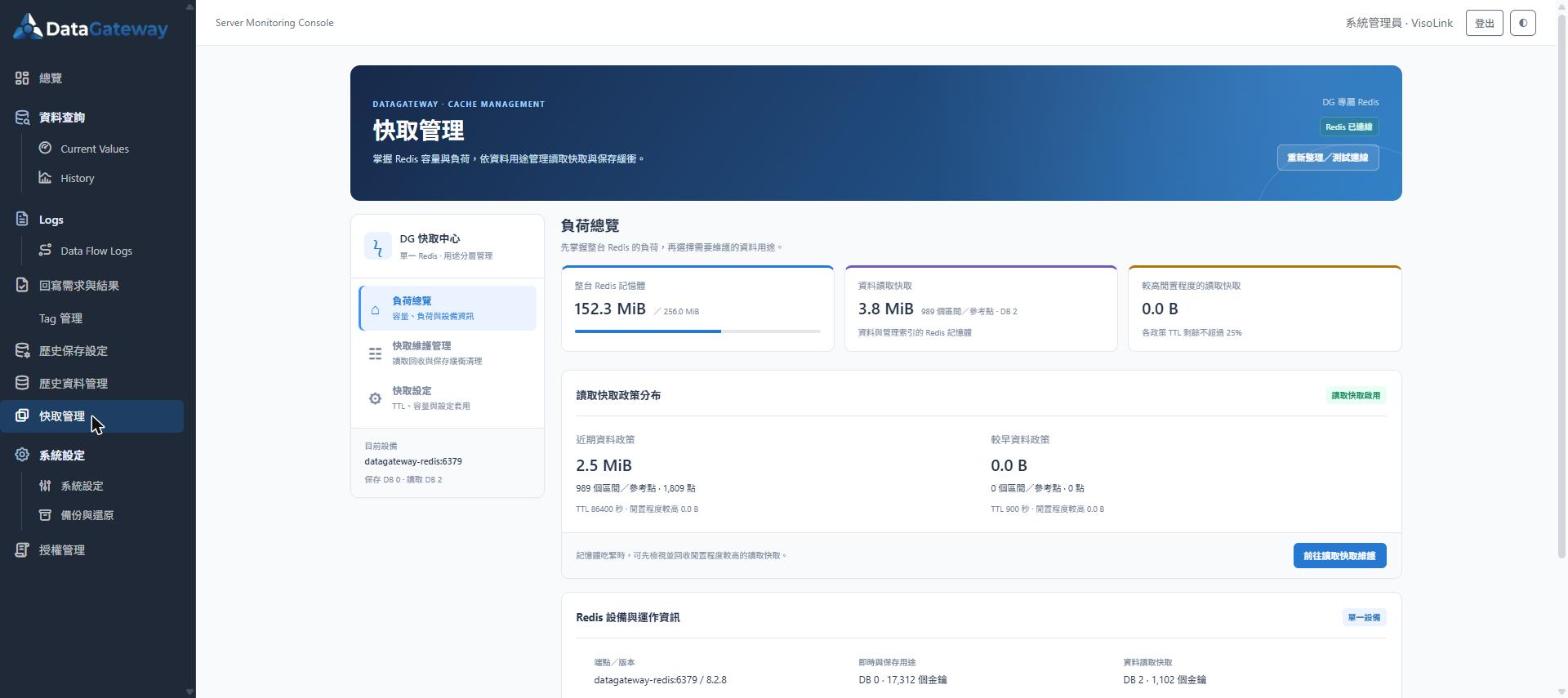 DataGateway
Server Monitoring Console
系統管理員 · VisoLink
登出
總覽
資料查詢
Current Values
History
Logs
Data Flow Logs
回寫需求與結果
Tag 管理
歷史保存設定
歷史資料管理
快取管理
系統設定
系統設定
備份與還原
授權管理
DATAGATEWAY · CACHE MANAGEMENT
快取管理
掌握 Redis 容量與負荷，依資料用途管理讀取快取與保存緩衝。
DG 專屬 Redis
Redis 已連線
重新整理／測試連線
DG 快取中心
單一 Redis · 用途分層管理
負荷總覽
容量、負荷與設備資訊
快取維護管理
讀取回收與保存緩衝清理
快取設定
TTL、容量與設定套用
目前設備
datagateway-redis:6379
保存 DB 0 · 讀取 DB 2
負荷總覽
先掌握整台 Redis 的負荷，再選擇需要維護的資料用途。
整台 Redis 記憶體
152.3 MiB ／ 256.0 MiB
資料讀取快取
3.8 MiB 989 個區間／參考點 · DB 2
資料與管理索引的 Redis 記憶體
較高閒置程度的讀取快取
0.0 B
各政策 TTL 剩餘不超過 25%
讀取快取政策分布
讀取快取啟用
近期資料政策
2.5 MiB
989 個區間／參考點 · 1,809 點
TTL 86400 秒 · 閒置程度較高 0.0 B
較早資料政策
0.0 B
0 個區間／參考點 · 0 點
TTL 900 秒 · 閒置程度較高 0.0 B
記憶體吃緊時，可先檢視並回收閒置程度較高的讀取快取。
前往讀取快取維護
Redis 設備與運作資訊
單一設備
端點／版本
datagateway-redis:6379 / 8.2.8
即時與保存用途
DB 0 · 17,312 個金鑰
資料讀取快取
DB 2 · 1,102 個金鑰